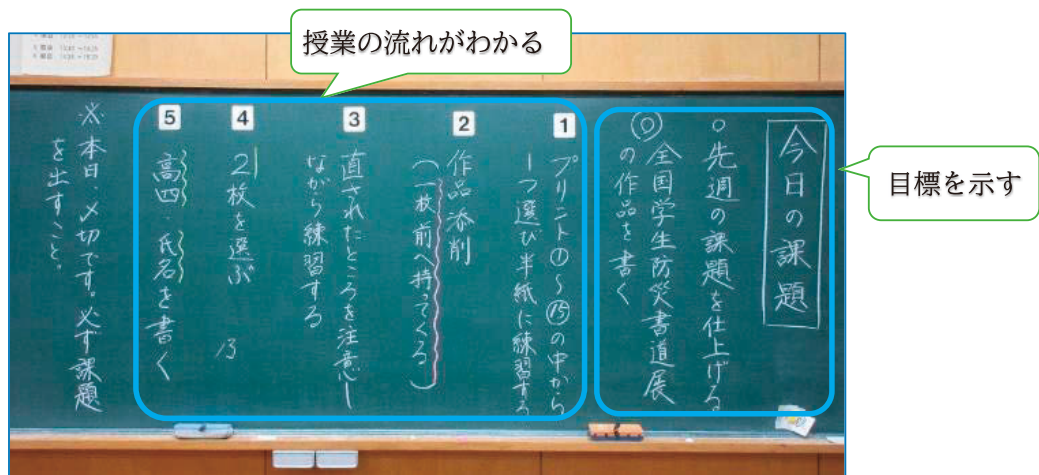 授業の流れがわかる
目標を示す
今日の課題
○先週の課題を仕上げる
◎全国学生防災書道展
の作品を書く
1
プリント①〜⑮の中から
1つ選び半紙に練習する
2
作品添削
(一枚前へ持ってくる)
3
直されたところを注意し
ながら練習する
4
2枚を選ぶ
5
高四・氏名を書く
※本日、〆切です。必ず課題
を出すこと。